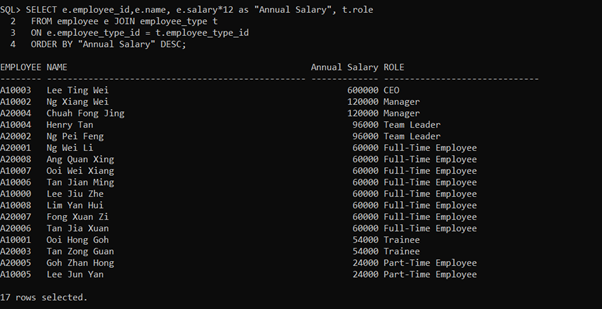 SQL> SELECT e.employee_id,e.name, e.salary*12 as "Annual Salary", t.role
2 FROM employee e JOIN employee_type t
3 ON e.employee_type_id = t.employee_type_id
4 ORDER BY "Annual Salary" DESC;
EMPLOYEE NAME Annual Salary ROLE
-------- -------------------------------------------------- ------------- ------------------------------
A10003 Lee Ting Wei 600000 CEO
A10002 Ng Xiang Wei 120000 Manager
A20004 Chuah Fong Jing 120000 Manager
A10004 Henry Tan 96000 Team Leader
A20002 Ng Pei Feng 96000 Team Leader
A20001 Ng Wei Li 60000 Full-Time Employee
A20008 Ang Quan Xing 60000 Full-Time Employee
A10007 Ooi Wei Xiang 60000 Full-Time Employee
A10006 Tan Jian Ming 60000 Full-Time Employee
A10000 Lee Jiu Zhe 60000 Full-Time Employee
A10008 Lim Yan Hui 60000 Full-Time Employee
A20007 Fong Xuan Zi 60000 Full-Time Employee
A20006 Tan Jia Xuan 60000 Full-Time Employee
A10001 Ooi Hong Goh 54000 Trainee
A20003 Tan Zong Guan 54000 Trainee
A20005 Goh Zhan Hong 24000 Part-Time Employee
A10005 Lee Jun Yan 24000 Part-Time Employee
17 rows selected.